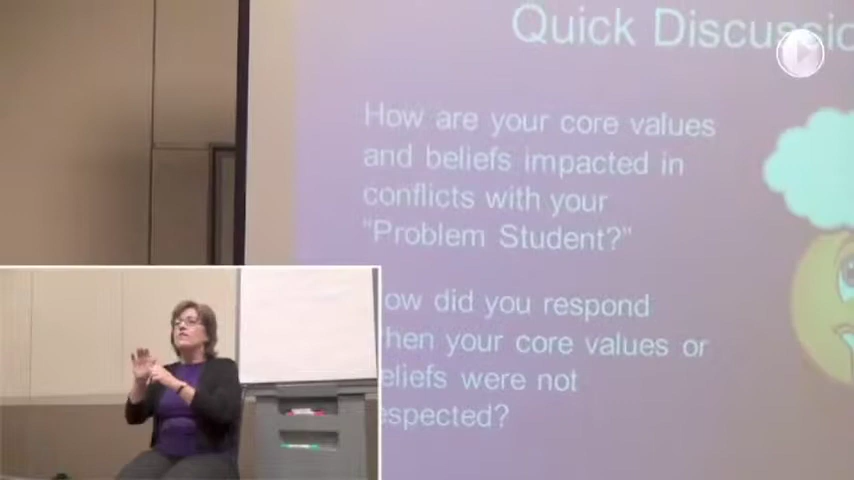 Quick Discussio
How are your core values
and beliefs impacted in
conflicts with your
"Problem Student?"
ow did you respond
hen your core values or
eliefs were not
espected?